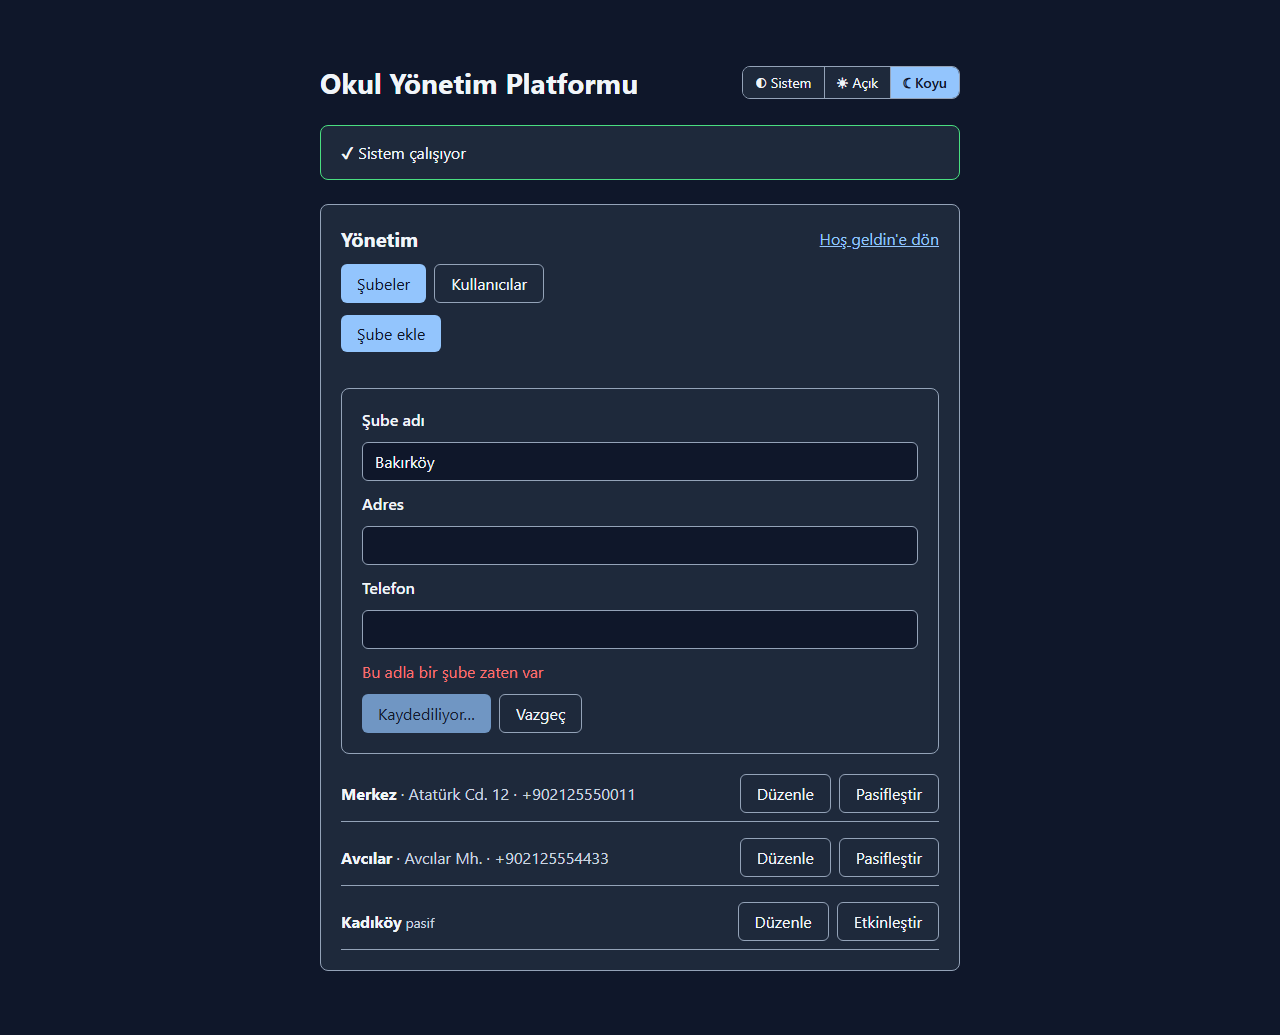 Okul Yönetim Platformu
◐ Sistem
☀ Açık
☾ Koyu
✓ Sistem çalışıyor
Yönetim
Hoş geldin'e dön
Şubeler
Kullanıcılar
Şube ekle
Şube adı
Bakırköy
Adres
Telefon
Bu adla bir şube zaten var
Kaydediliyor...
Vazgeç
Merkez · Atatürk Cd. 12 · +902125550011
Düzenle
Pasifleştir
Avcılar · Avcılar Mh. · +902125554433
Düzenle
Pasifleştir
Kadıköy pasif
Düzenle
Etkinleştir